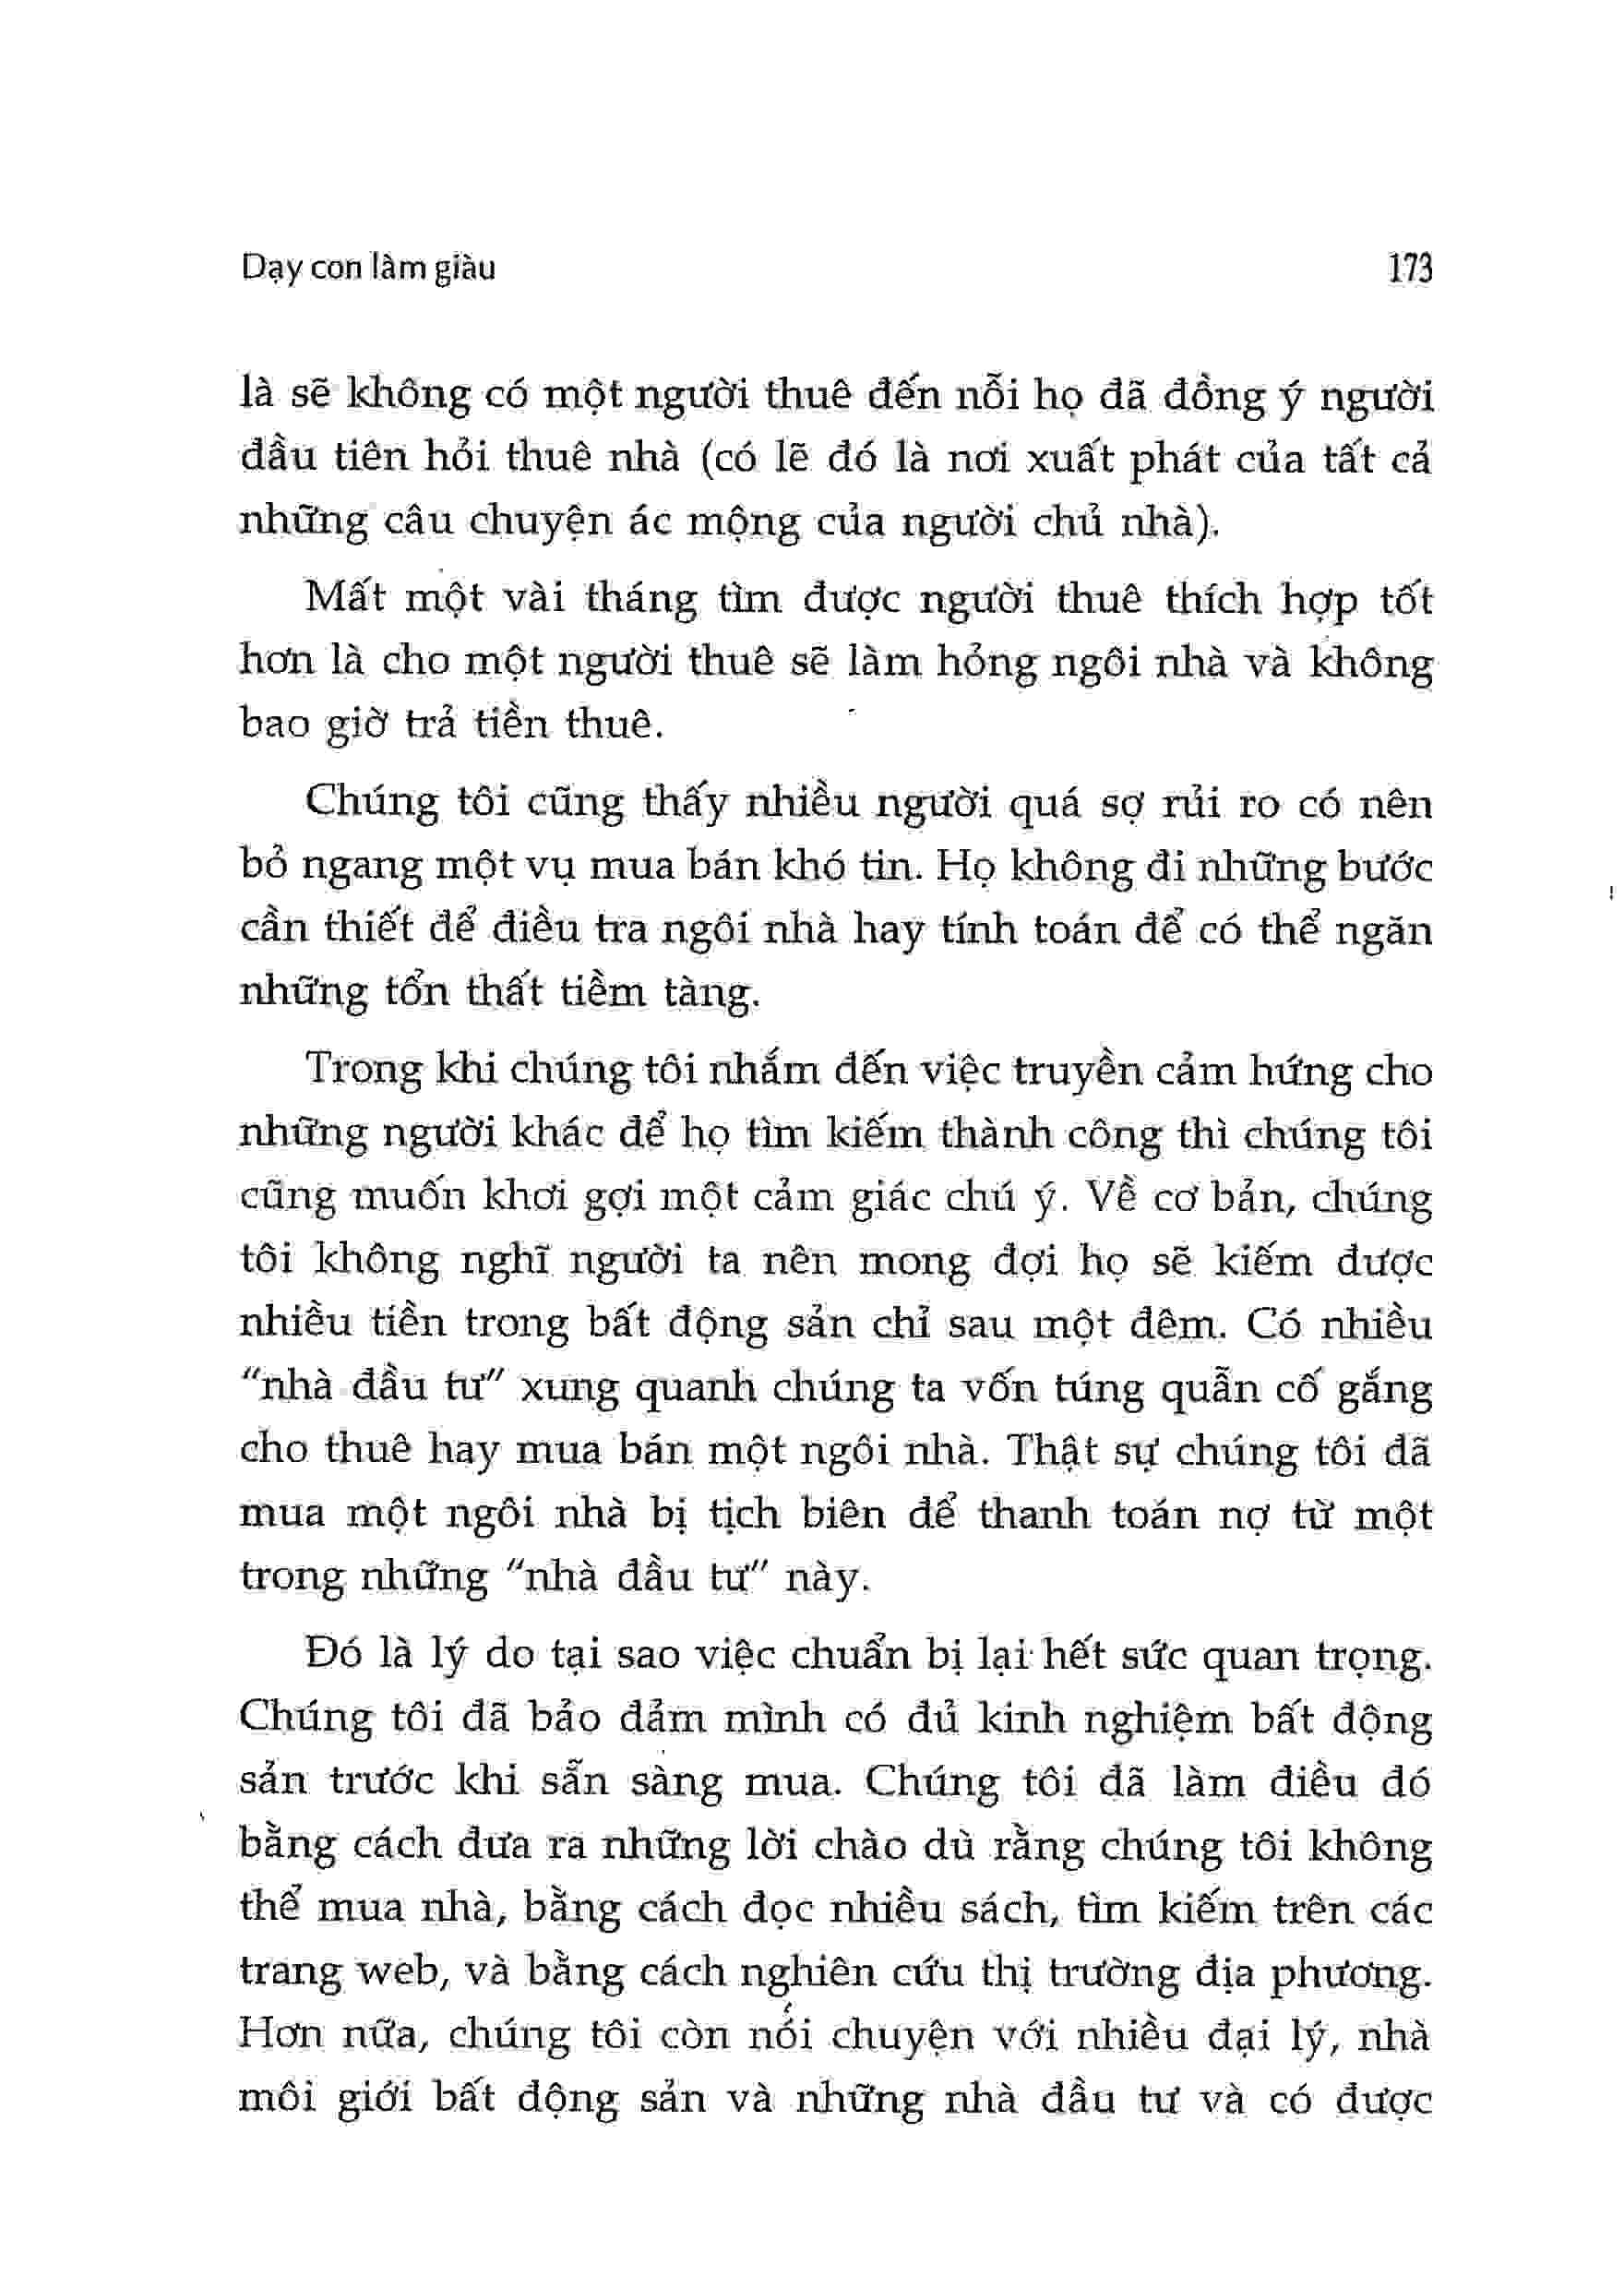 Dạy con làm giàu 173
là sẽ không có một người thuê đến nỗi họ đã đồng ý người
đầu tiên hỏi thuê nhà (có lẽ đó là nơi xuất phát của tất cả
những câu chuyện ác mộng của người chủ nhà).
Mất một vài tháng tìm được người thuê thích hợp tốt
hơn là cho một người thuê sẽ làm hỏng ngôi nhà và không
bao giờ trả tiền thuê.
Chúng tôi cũng thấy nhiều người quá sợ rủi ro có nên
bỏ ngang một vụ mua bán khó tin. Họ không đi những bước
cần thiết để điều tra ngôi nhà hay tính toán để có thể ngăn
những tổn thất tiềm tàng.
Trong khi chúng tôi nhắm đến việc truyền cảm hứng cho
những người khác để họ tìm kiếm thành công thì chúng tôi
cũng muốn khơi gợi một cảm giác chú ý. Về cơ bản, chúng
tôi không nghĩ người ta nên mong đợi họ sẽ kiếm được
nhiều tiền trong bất động sản chỉ sau một đêm. Có nhiều
“nhà đầu tư” xung quanh chúng ta vốn túng quẫn cố gắng
cho thuê hay mua bán một ngôi nhà. Thật sự chúng tôi đã
mua một ngôi nhà bị tịch biên để thanh toán nợ từ một
trong những “nhà đầu tư” này.
Đó là lý do tại sao việc chuẩn bị lại hết sức quan trọng.
Chúng tôi đã bảo đảm mình có đủ kinh nghiệm bất động
sản trước khi sẵn sàng mua. Chúng tôi đã làm điều đó
bằng cách đưa ra những lời chào dù rằng chúng tôi không
thể mua nhà, bằng cách đọc nhiều sách, tìm kiếm trên các
trang web, và bằng cách nghiên cứu thị trường địa phương.
Hơn nữa, chúng tôi còn nói chuyện với nhiều đại lý, nhà
môi giới bất động sản và những nhà đầu tư và có được